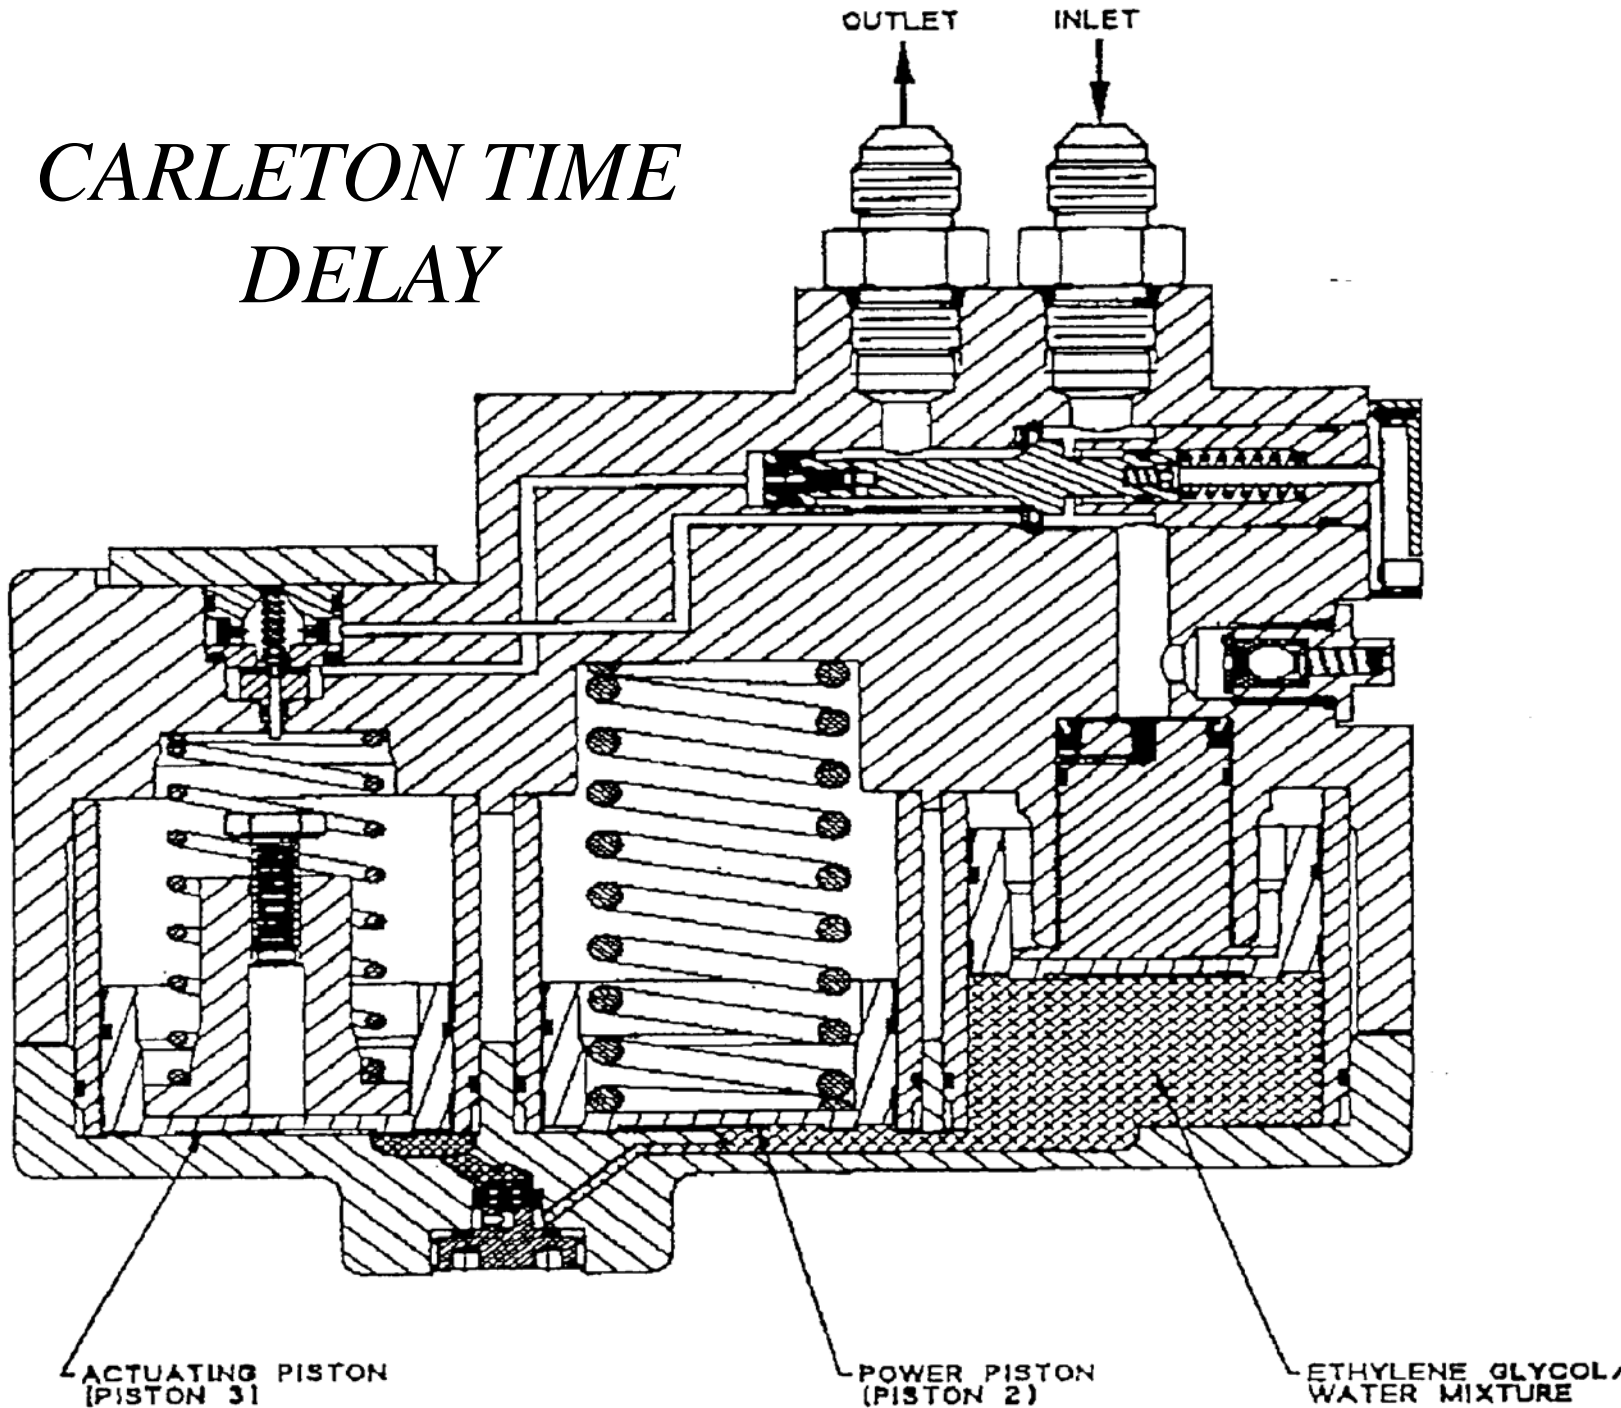 OUTLET INLET
CARLETON TIME
DELAY
ACTUATING PISTON
(PISTON 3)
POWER PISTON
(PISTON 2)
ETHYLENE GLYCOL/
WATER MIXTURE